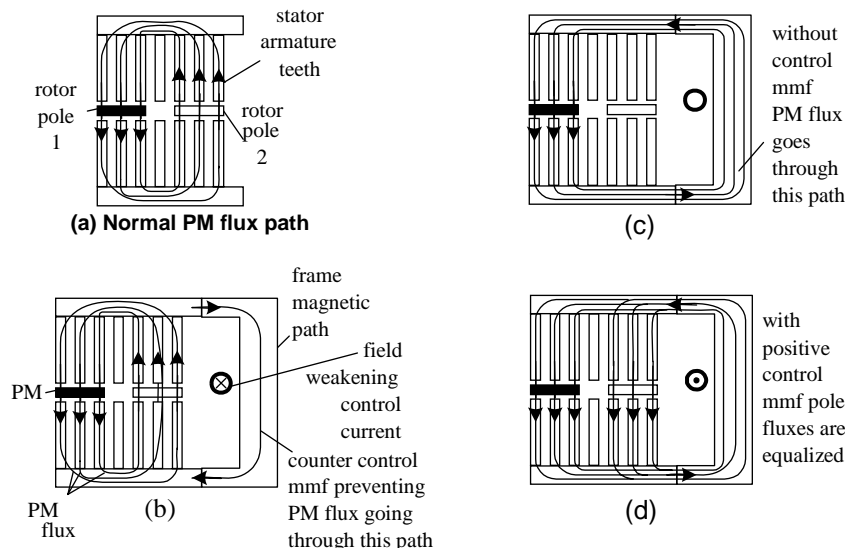 stator
armature
teeth
rotor
pole
1
rotor
pole
2
(a) Normal PM flux path
without
control
mmf
PM flux
goes
through
this path
(c)
frame
magnetic
path
PM
field
weakening
control
current
counter control
mmf preventing
PM flux going
through this path
PM
flux
(b)
with
positive
control
mmf pole
fluxes are
equalized
(d)